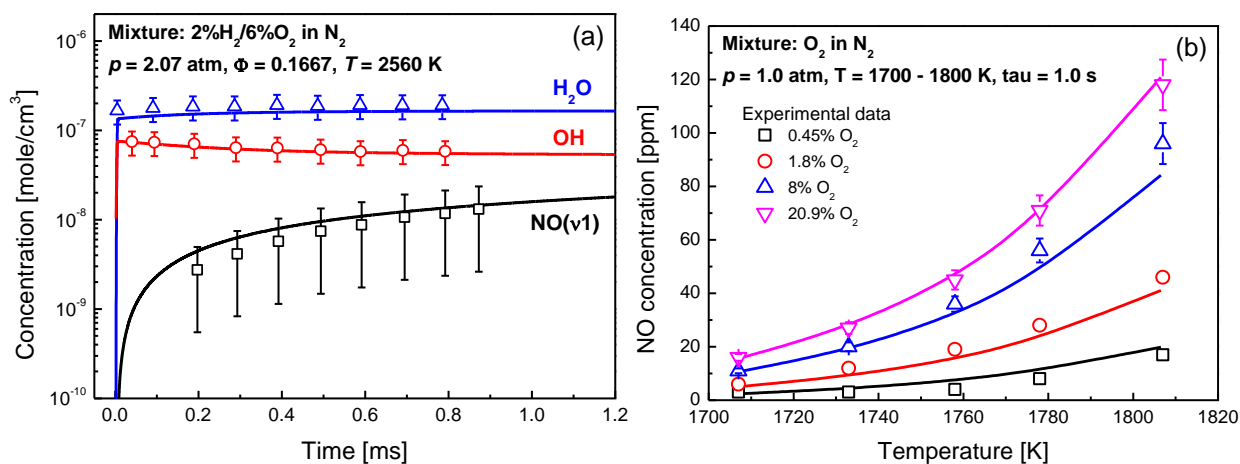 Mixture: 2%H₂/6%O₂ in N₂
(a)
p = 2.07 atm, Φ = 0.1667, T = 2560 K
H₂O
OH
NO(ν1)
10⁻⁶
10⁻⁷
10⁻⁸
10⁻⁹
10⁻¹⁰
Concentration [mole/cm³]
0.0 0.2 0.4 0.6 0.8 1.0 1.2
Time [ms]
Mixture: O₂ in N₂
(b)
p = 1.0 atm, T = 1700 - 1800 K, tau = 1.0 s
Experimental data
0.45% O₂
1.8% O₂
8% O₂
20.9% O₂
140
120
100
80
60
40
20
0
NO concentration [ppm]
1700 1720 1740 1760 1780 1800 1820
Temperature [K]